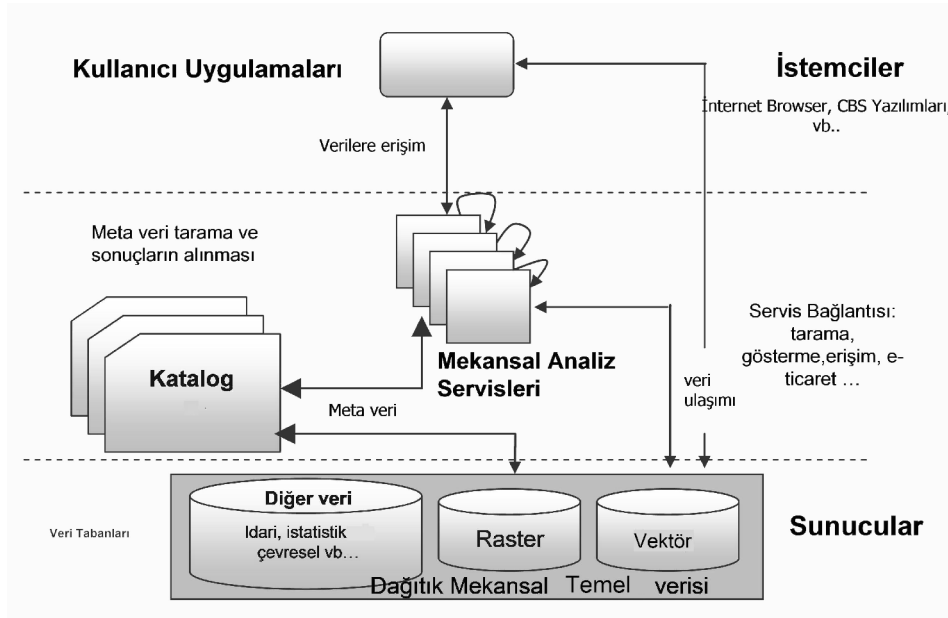 Kullanıcı Uygulamaları
İstemciler
İnternet Browser, CBS Yazılımları,
vb..
Verilere erişim
Meta veri tarama ve
sonuçların alınması
Servis Bağlantısı:
tarama,
gösterme,erişim, e-
ticaret ...
Mekansal Analiz
Servisleri
Katalog
Meta veri
veri
ulaşımı
Diğer veri
İdari, istatistik
çevresel vb...
Raster
Vektör
Veri Tabanları
Sunucular
Dağıtık Mekansal Temel verisi